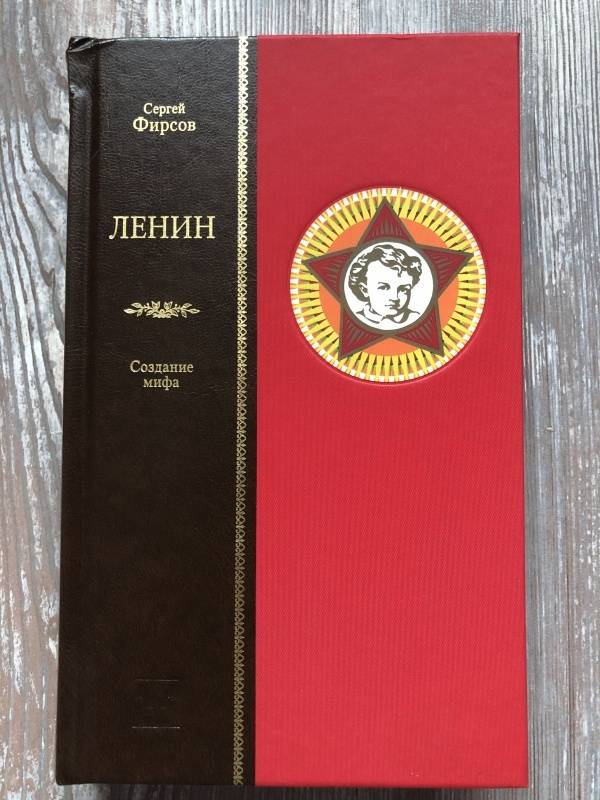 Сергей
Фирсов
ЛЕНИН
Создание
мифа